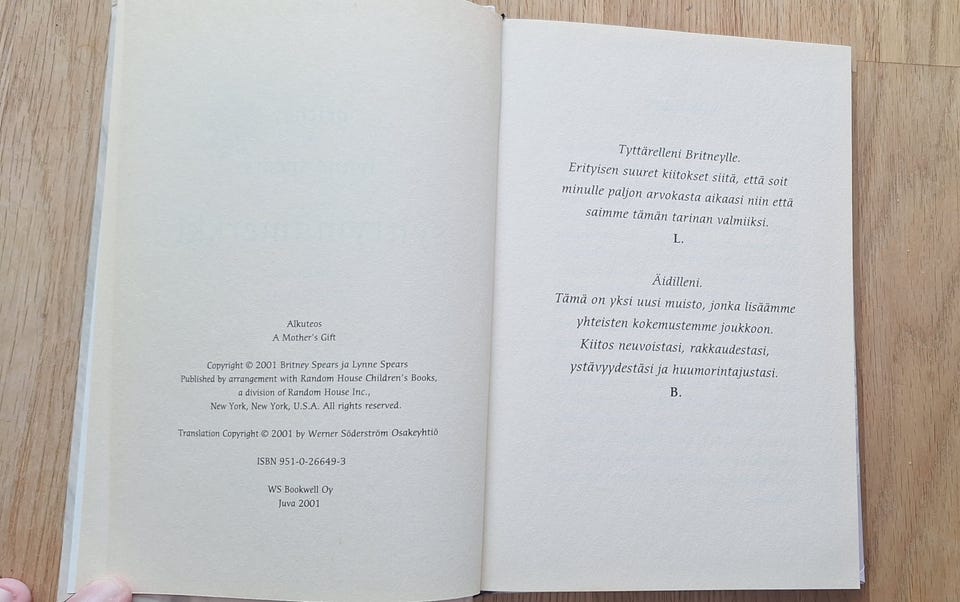 Alkuteos
A Mother's Gift
Copyright © 2001 Britney Spears ja Lynne Spears
Published by arrangement with Random House Children's Books,
a division of Random House Inc.,
New York, New York, U.S.A. All rights reserved.
Translation Copyright © 2001 by Werner Söderström Osakeyhtiö
ISBN 951-0-26649-3
WS Bookwell Oy
Juva 2001
Tyttärelleni Britneylle.
Erityisen suuret kiitokset siitä, että soit
minulle paljon arvokasta aikaasi niin että
saimme tämän tarinan valmiiksi.
L.
Äidilleni.
Tämä on yksi uusi muisto, jonka lisäämme
yhteisten kokemustemme joukkoon.
Kiitos neuvoistasi, rakkaudestasi,
ystävyydestäsi ja huumorintajustasi.
B.